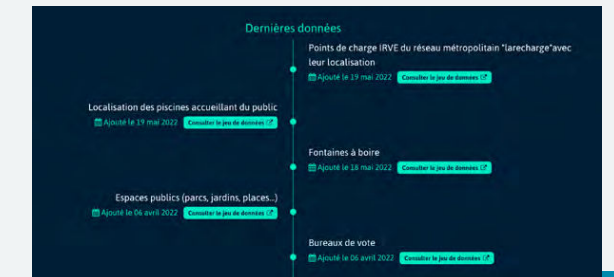 Dernières données
Points de charge IRVE du réseau métropolitain "larecharge"avec
leur localisation
Ajouté le 19 mai 2022 Consulter le jeu de données
Localisation des piscines accueillant du public
Ajouté le 19 mai 2022 Consulter le jeu de données
Fontaines à boire
Ajouté le 18 mai 2022 Consulter le jeu de données
Espaces publics (parcs, jardins, places...)
Ajouté le 06 avril 2022 Consulter le jeu de données
Bureaux de vote
Ajouté le 06 avril 2022 Consulter le jeu de données